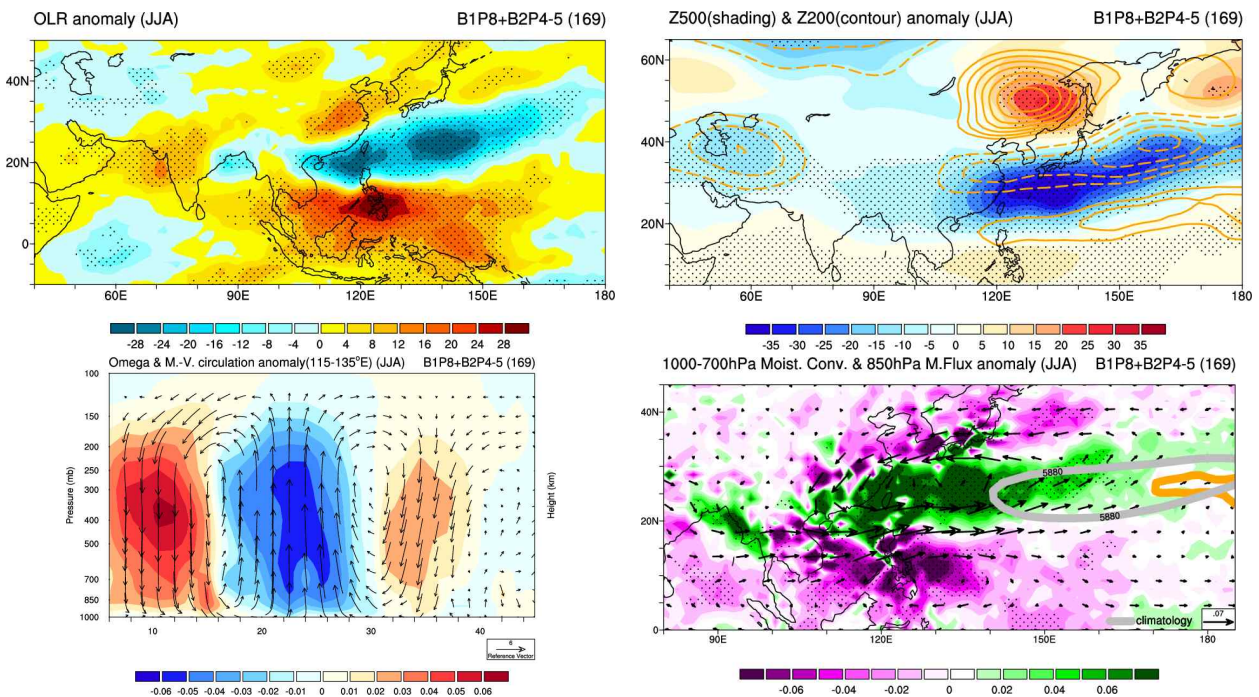 OLR anomaly (JJA) B1P8+B2P4-5 (169)
40N
20N
0
60E 90E 120E 150E 180
-28 -24 -20 -16 -12 -8 -4 0 4 8 12 16 20 24 28
Z500(shading) & Z200(contour) anomaly (JJA) B1P8+B2P4-5 (169)
60N
40N
20N
60E 90E 120E 150E 180
-35 -30 -25 -20 -15 -10 -5 0 5 10 15 20 25 30 35
Omega & M.-V. circulation anomaly(115-135°E) (JJA) B1P8+B2P4-5 (169)
Pressure (mb)
100
150
200
250
300
400
500
700
850
1000
Height (km)
10 20 30 40
6
Reference Vector
-0.06 -0.05 -0.04 -0.03 -0.02 -0.01 0 0.01 0.02 0.03 0.04 0.05 0.06
1000-700hPa Moist. Conv. & 850hPa M.Flux anomaly (JJA) B1P8+B2P4-5 (169)
40N
20N
0
5880
5880
climatology
.07
90E 120E 150E 180
-0.06 -0.04 -0.02 0 0.02 0.04 0.06